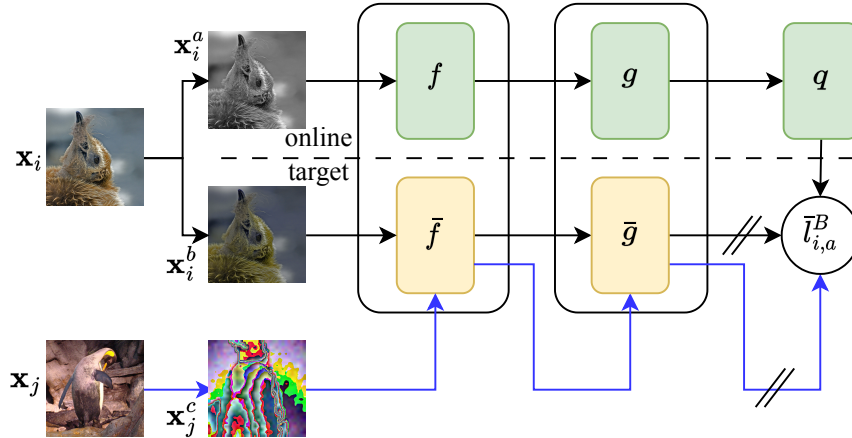 x_i^a
f
g
q
online
x_i
target
f̄
ḡ
l̄_{i,a}^B
x_i^b
x_j
x_j^c